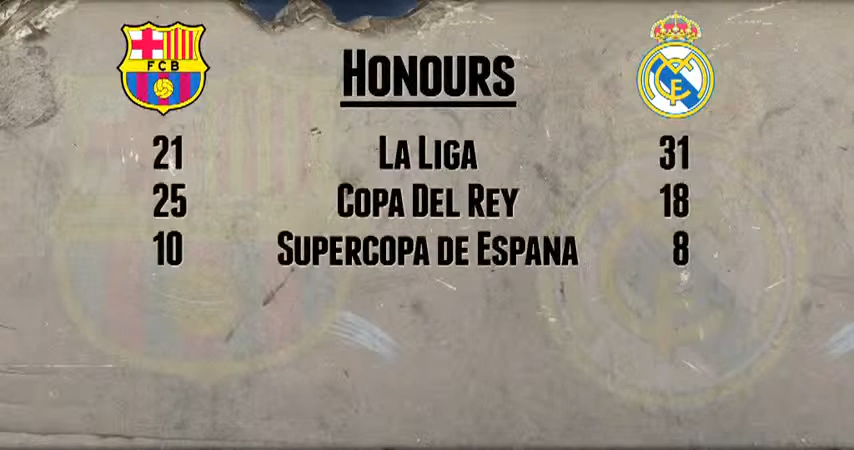 FCB
HONOURS
21 LA LIGA 31
25 COPA DEL REY 18
10 SUPERCOPA DE ESPANA 8